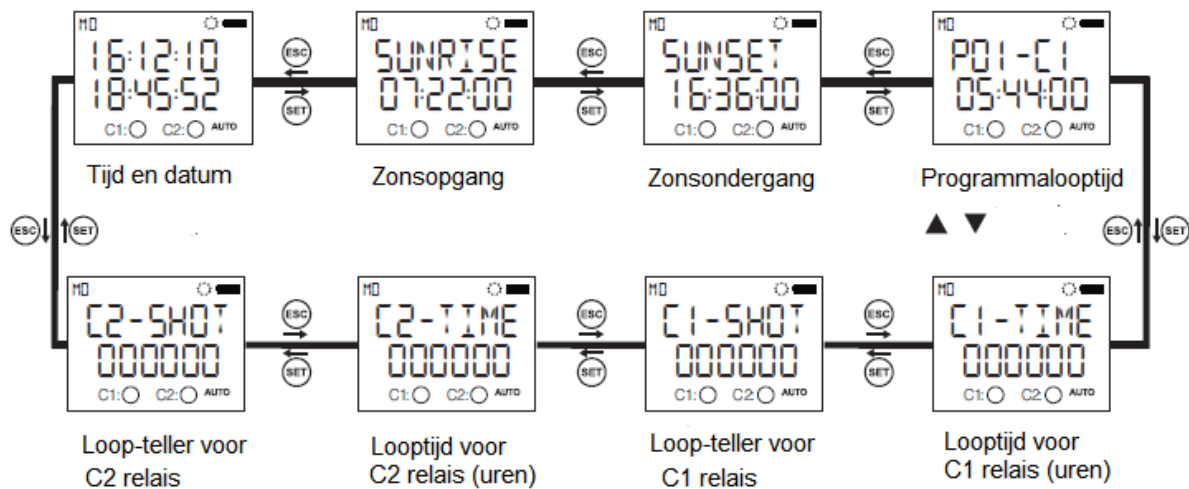 MO
16:12:10
18:45:52
C1: C2: AUTO
Tijd en datum
ESC
SET
MO
SUNRISE
07:22:00
Zonsopgang
ESC
SET
MO
SUNSET
16:36:00
C1: C2: AUTO
Zonsondergang
ESC
SET
MO
P01-C1
05:44:00
C1: C2 AUTO
Programmalooptijd
▲ ▼
ESC SET
ESC SET
MO
C2-SHOT
000000
C1: C2: AUTO
Loop-teller voor
C2 relais
ESC
SET
MO
C2-TIME
000000
C1: C2: AUTO
Looptijd voor
C2 relais (uren)
ESC
SET
MO
C1-SHOT
000000
C1: C2 AUTO
Loop-teller voor
C1 relais
ESC
SET
MO
C1-TIME
000000
C1: C2 AUTO
Looptijd voor
C1 relais (uren)